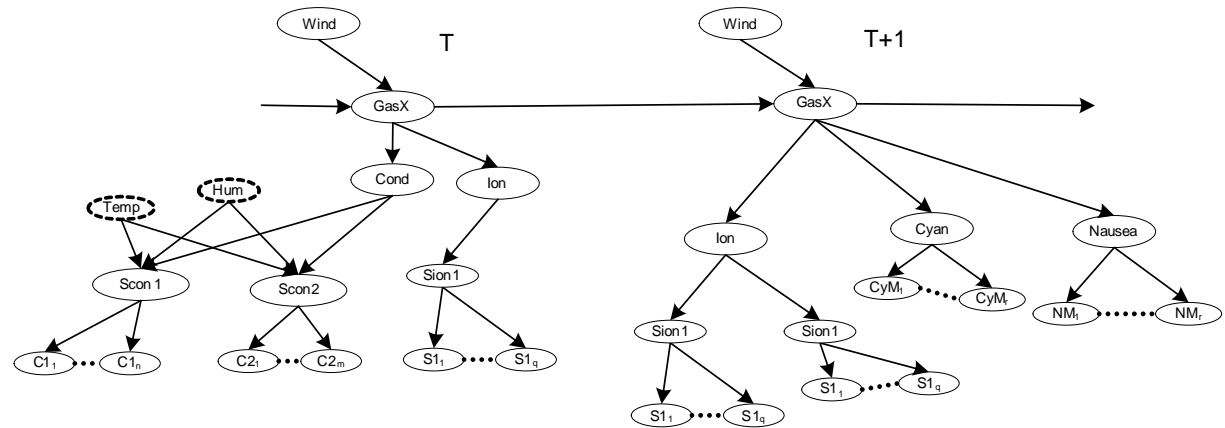 Wind
T
Wind
T+1
GasX
GasX
Cond
Ion
Hum
Temp
Ion
Cyan
Nausea
Scon 1
Scon2
Sion1
CyM₁
CyMᵣ
NM₁
NMᵣ
Sion1
Sion1
C1₁
C1ₙ
C2₁
C2ₘ
S1₁
S1q
S1₁
S1q
S1₁
S1q